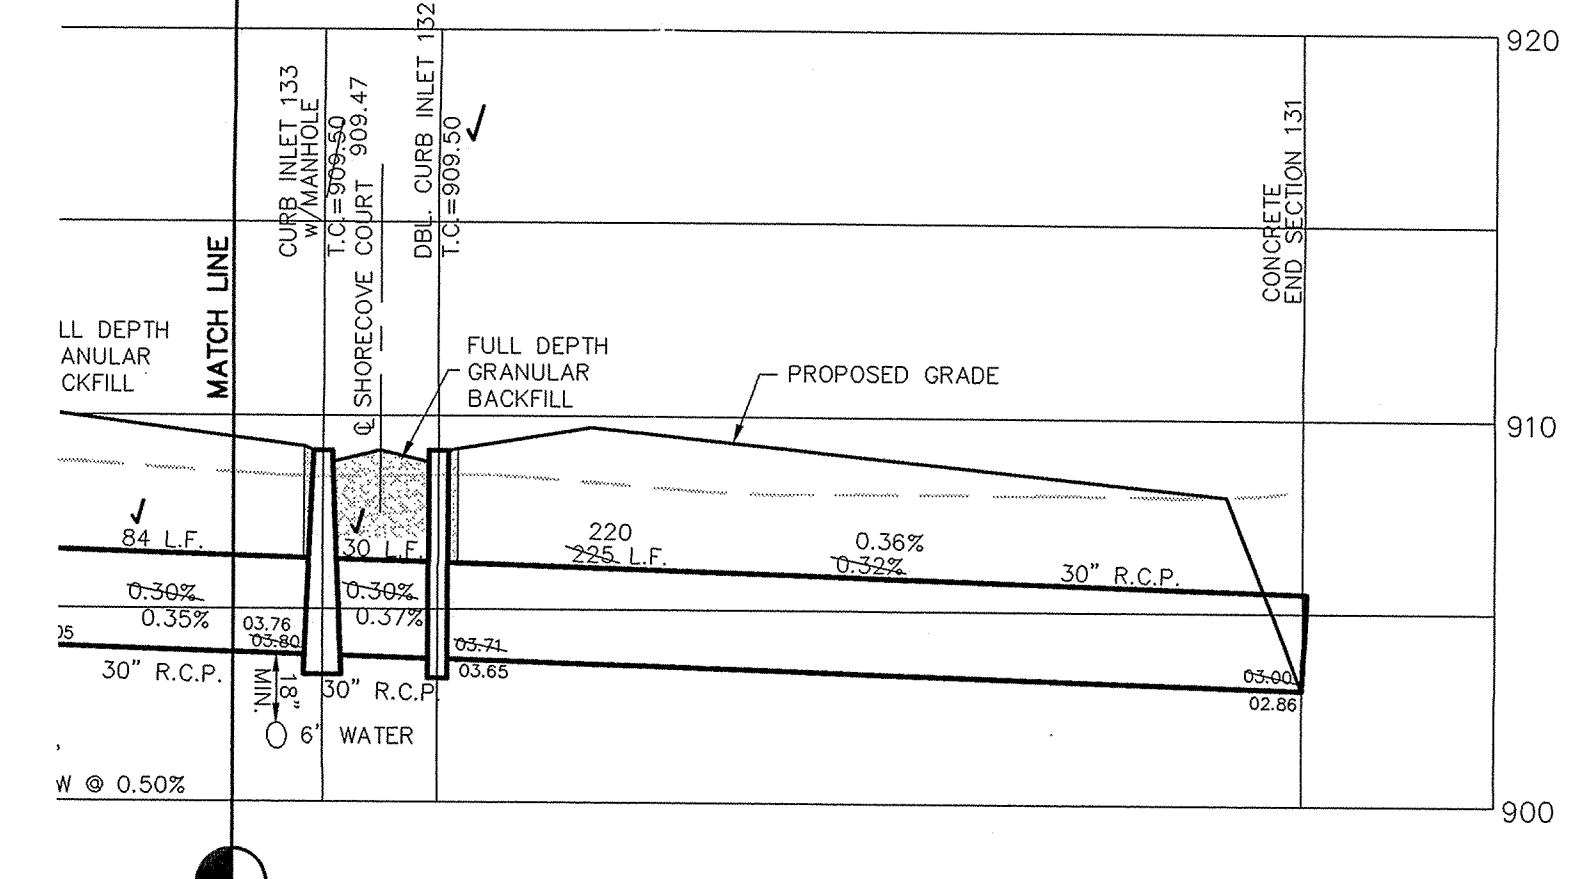 920
CURB INLET 133
w/MANHOLE
T.C.=909.50
℄ SHORECOVE COURT 909.47
DBL. CURB INLET 132
T.C.=909.50
CONCRETE
END SECTION 131
MATCH LINE
LL DEPTH
ANULAR
CKFILL
FULL DEPTH
GRANULAR
BACKFILL
PROPOSED GRADE
910
84 L.F.
30 L.F.
220
225 L.F.
0.36%
0.32%
30" R.C.P.
0.30%
0.35%
0.30%
0.37%
03.76
03.80
05
03.71
03.65
30" R.C.P.
18"
MIN.
30" R.C.P.
03.00
02.86
6" WATER
W @ 0.50%
900